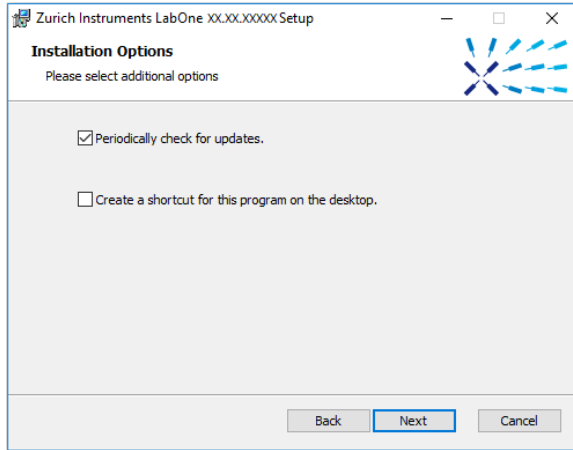 Zurich Instruments LabOne XX.XX.XXXXX Setup
Installation Options
Please select additional options
Periodically check for updates.
Create a shortcut for this program on the desktop.
Back Next Cancel